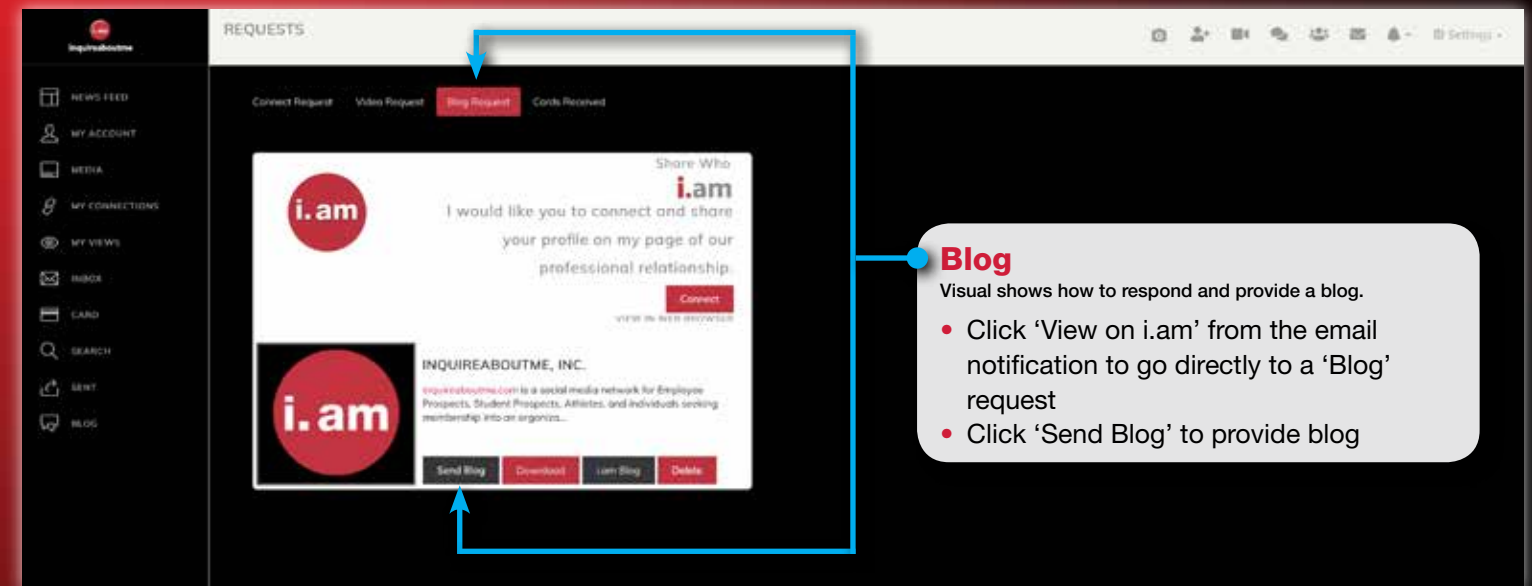 i.am
inquireaboutme
REQUESTS
Settings
NEWS FEED
MY ACCOUNT
MEDIA
MY CONNECTIONS
MY VIEWS
INBOX
CARD
SEARCH
SENT
BLOG
Connect Request Video Request Blog Request Cards Received
i.am
Share Who
i.am
I would like you to connect and share
your profile on my page of our
professional relationship.
Connect
VIEW IN WEB BROWSER
i.am
INQUIREABOUTME, INC.
inquireaboutme.com is a social media network for Employee
Prospects, Student Prospects, Athletes, and individuals seeking
membership into an organiza...
Send Blog Download i.am Blog Delete
Blog
Visual shows how to respond and provide a blog.
• Click ‘View on i.am’ from the email
notification to go directly to a ‘Blog’
request
• Click ‘Send Blog’ to provide blog